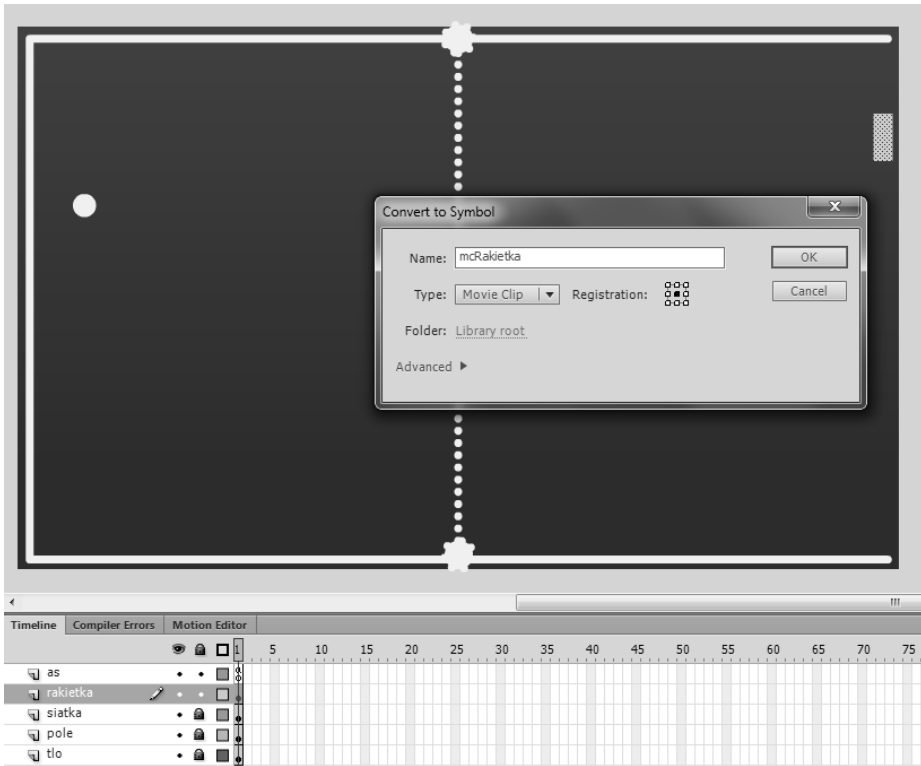 Convert to Symbol
Name: mcRakietka OK
Type: Movie Clip Registration: Cancel
Folder: Library root
Advanced
Timeline Compiler Errors Motion Editor
1 5 10 15 20 25 30 35 40 45 50 55 60 65 70 75
as
rakietka
siatka
pole
tlo